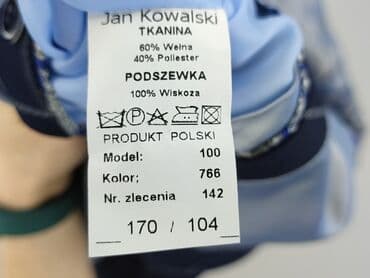 Jan Kowalski
TKANINA
60% Wełna
40% Poliester
PODSZEWKA
100% Wiskoza
PRODUKT POLSKI
Model: 100
Kolor; 766
Nr. zlecenia 142
170 / 104